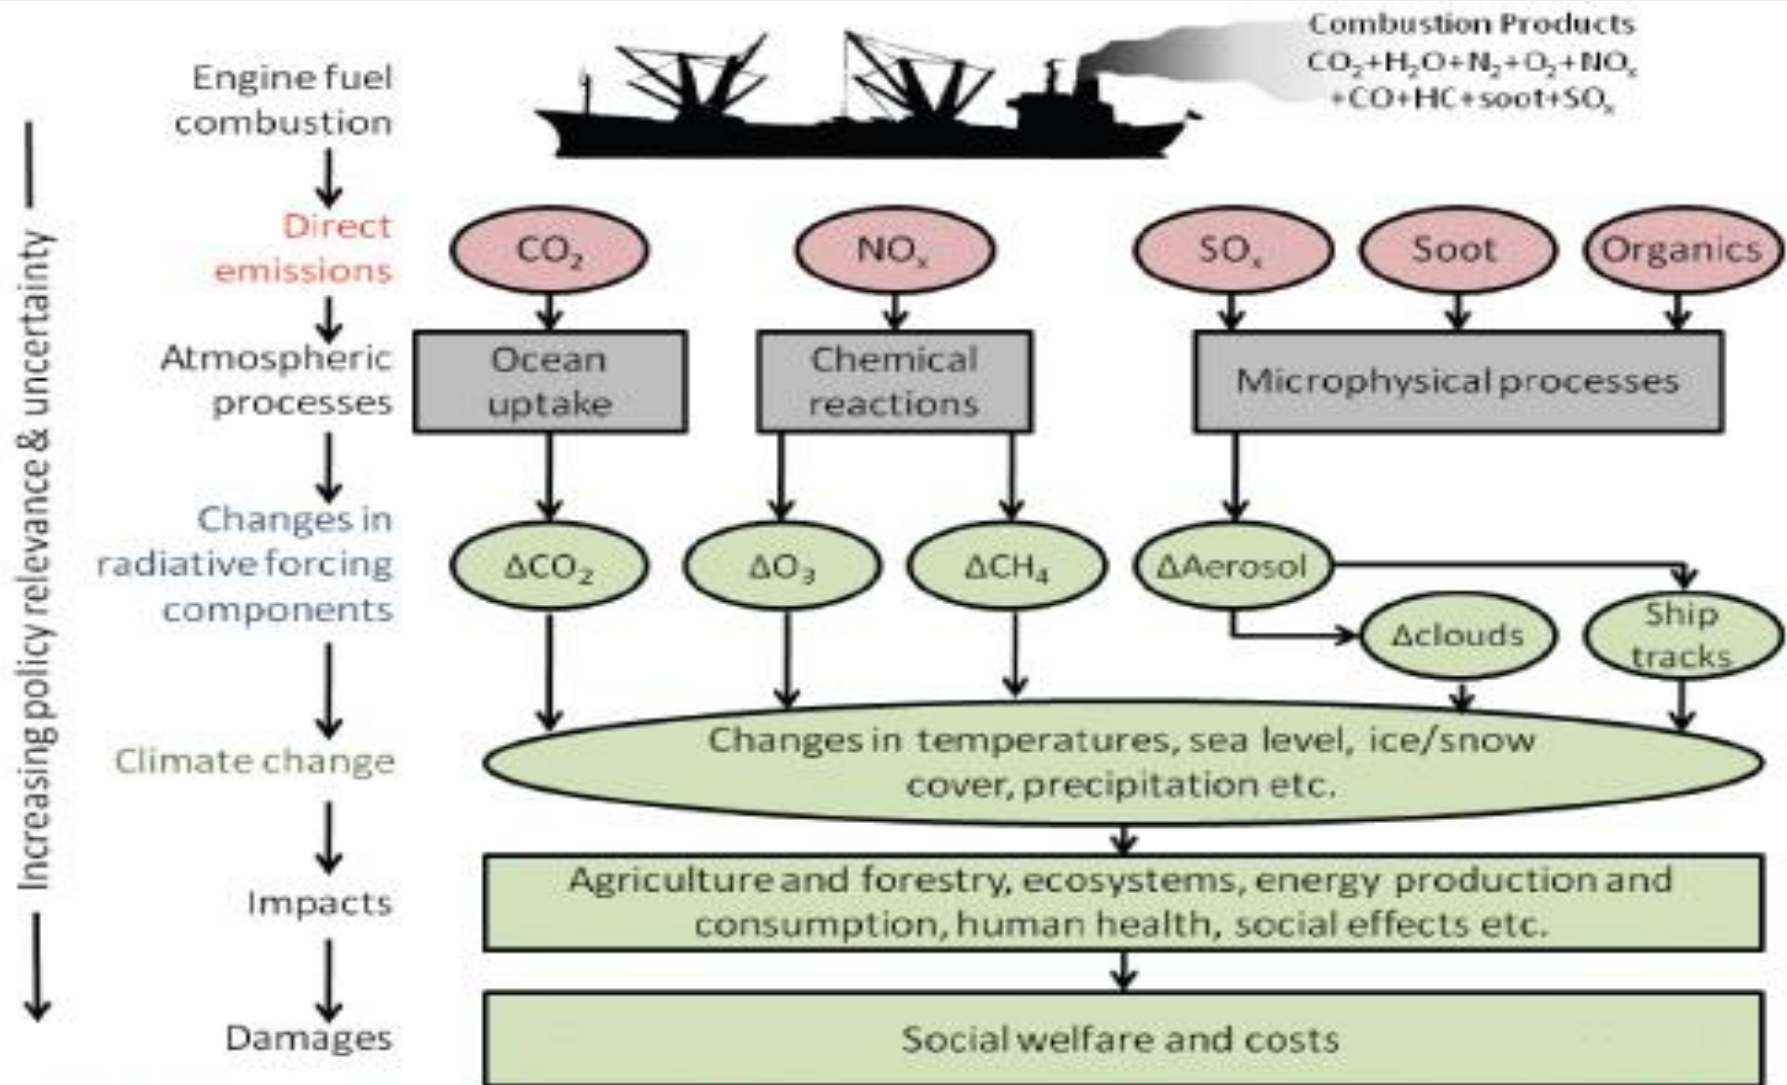 Combustion Products
CO₂+H₂O+N₂+O₂+NOₓ
+CO+HC+soot+SOₓ
Engine fuel
combustion
Increasing policy relevance & uncertainty
Direct
emissions
CO₂
NOₓ
SOₓ
Soot
Organics
Atmospheric
processes
Ocean
uptake
Chemical
reactions
Microphysical processes
Changes in
radiative forcing
components
ΔCO₂
ΔO₃
ΔCH₄
ΔAerosol
Δclouds
Ship
tracks
Climate change
Changes in temperatures, sea level, ice/snow
cover, precipitation etc.
Impacts
Agriculture and forestry, ecosystems, energy production and
consumption, human health, social effects etc.
Damages
Social welfare and costs